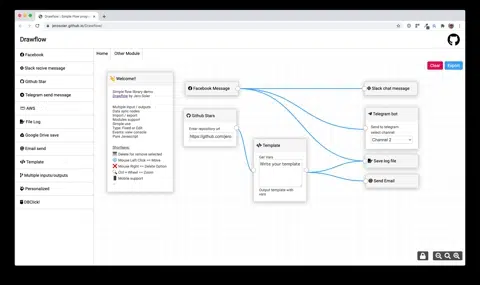 Drawflow | Simple Flow progra
jerosoler.github.io/Drawflow/
Drawflow
Home
Other Module
Facebook
Slack recive message
Github Star
Telegram send message
AWS
File Log
Google Drive save
Email send
Template
Multiple inputs/outputs
Personalized
DBClick!
Clear
Export
👏 Welcome!!
Simple flow library demo
Drawflow by Jero Soler
Multiple input / outputs
Data sync nodes
Import / export
Modules support
Simple use
Type: Fixed or Edit
Events: view console
Pure Javascript
Shortkeys:
Delete for remove selected
Mouse Left Click == Move
❌ Mouse Right == Delete Option
Ctrl + Wheel == Zoom
Mobile support
...
Facebook Message
Github Stars
Enter repository url
https://github.com/jero
Template
Ger Vars
Write your template
Output template with
vars
Slack chat message
Telegram bot
Send to telegram
select channel
Channel 2
Save log file
Send Email